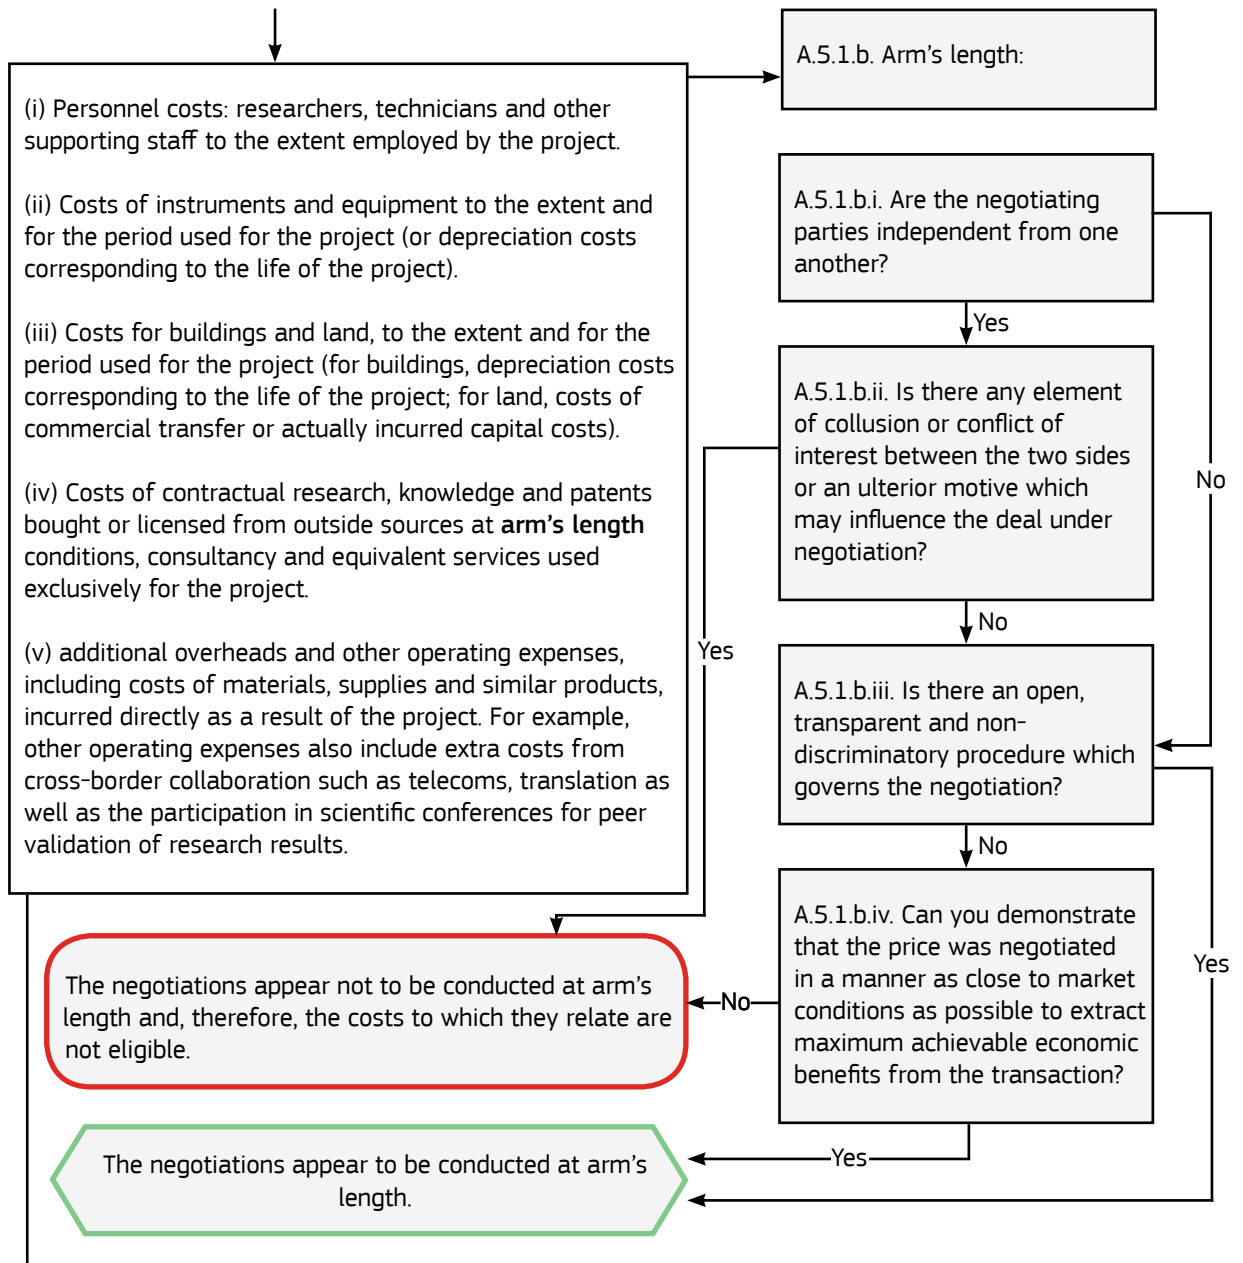 (i) Personnel costs: researchers, technicians and other
supporting staff to the extent employed by the project.
(ii) Costs of instruments and equipment to the extent and
for the period used for the project (or depreciation costs
corresponding to the life of the project).
(iii) Costs for buildings and land, to the extent and for the
period used for the project (for buildings, depreciation costs
corresponding to the life of the project; for land, costs of
commercial transfer or actually incurred capital costs).
(iv) Costs of contractual research, knowledge and patents
bought or licensed from outside sources at arm's length
conditions, consultancy and equivalent services used
exclusively for the project.
(v) additional overheads and other operating expenses,
including costs of materials, supplies and similar products,
incurred directly as a result of the project. For example,
other operating expenses also include extra costs from
cross-border collaboration such as telecoms, translation as
well as the participation in scientific conferences for peer
validation of research results.
A.5.1.b. Arm's length:
A.5.1.b.i. Are the negotiating
parties independent from one
another?
Yes
No
A.5.1.b.ii. Is there any element
of collusion or conflict of
interest between the two sides
or an ulterior motive which
may influence the deal under
negotiation?
Yes
No
A.5.1.b.iii. Is there an open,
transparent and non-
discriminatory procedure which
governs the negotiation?
No
Yes
A.5.1.b.iv. Can you demonstrate
that the price was negotiated
in a manner as close to market
conditions as possible to extract
maximum achievable economic
benefits from the transaction?
No
Yes
The negotiations appear not to be conducted at arm's
length and, therefore, the costs to which they relate are
not eligible.
The negotiations appear to be conducted at arm's
length.